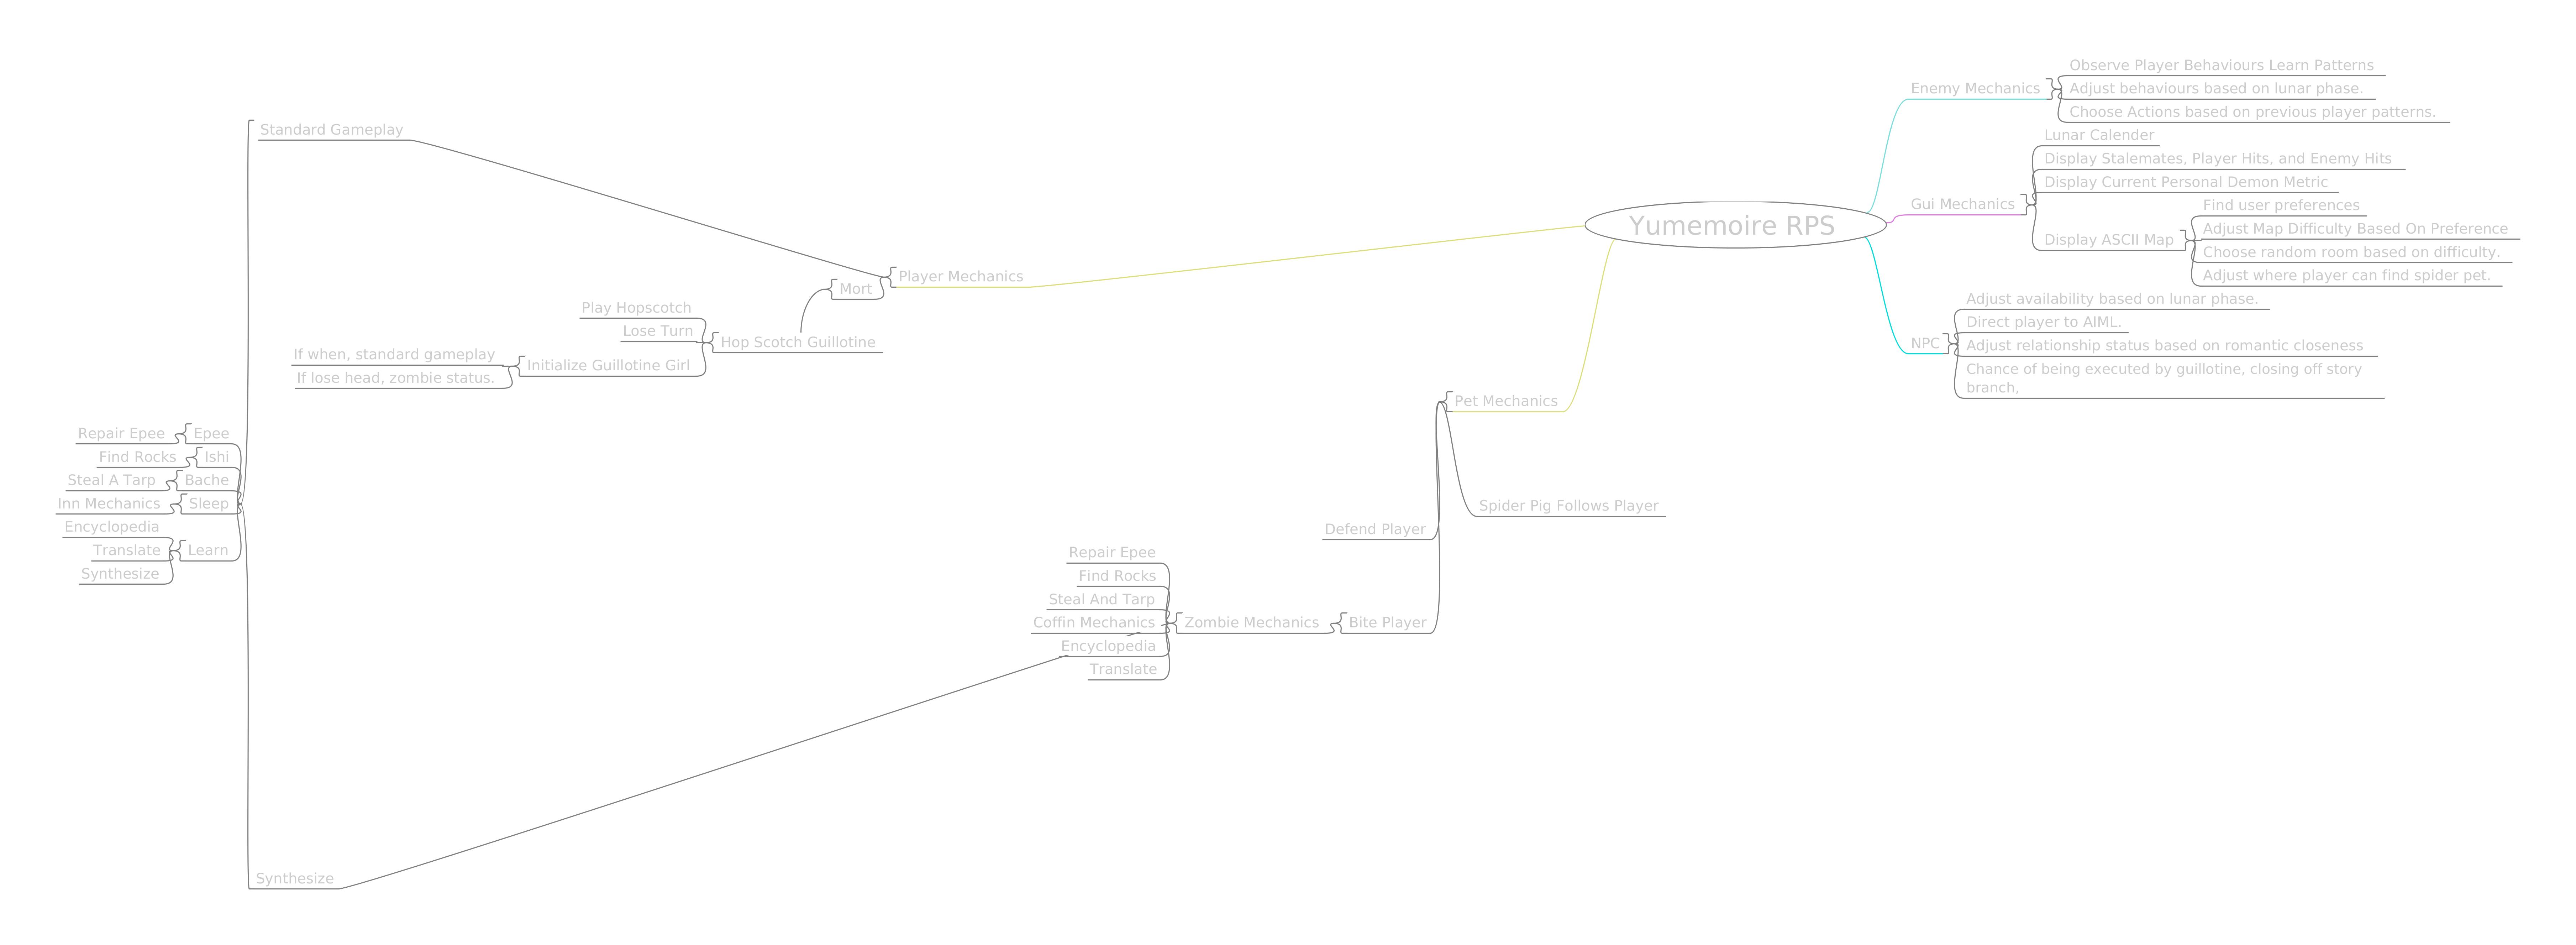 Yumemoire RPS
Enemy Mechanics
Observe Player Behaviours Learn Patterns
Adjust behaviours based on lunar phase.
Choose Actions based on previous player patterns.
Gui Mechanics
Lunar Calender
Display Stalemates, Player Hits, and Enemy Hits
Display Current Personal Demon Metric
Display ASCII Map
Find user preferences
Adjust Map Difficulty Based On Preference
Choose random room based on difficulty.
Adjust where player can find spider pet.
NPC
Adjust availability based on lunar phase.
Direct player to AIML.
Adjust relationship status based on romantic closeness
Chance of being executed by guillotine, closing off story
branch,
Player Mechanics
Standard Gameplay
Epee
Repair Epee
Ishi
Find Rocks
Bache
Steal A Tarp
Sleep
Inn Mechanics
Learn
Encyclopedia
Translate
Synthesize
Mort
Hop Scotch Guillotine
Play Hopscotch
Lose Turn
Initialize Guillotine Girl
If when, standard gameplay
If lose head, zombie status.
Pet Mechanics
Spider Pig Follows Player
Defend Player
Bite Player
Zombie Mechanics
Repair Epee
Find Rocks
Steal And Tarp
Coffin Mechanics
Encyclopedia
Translate
Synthesize